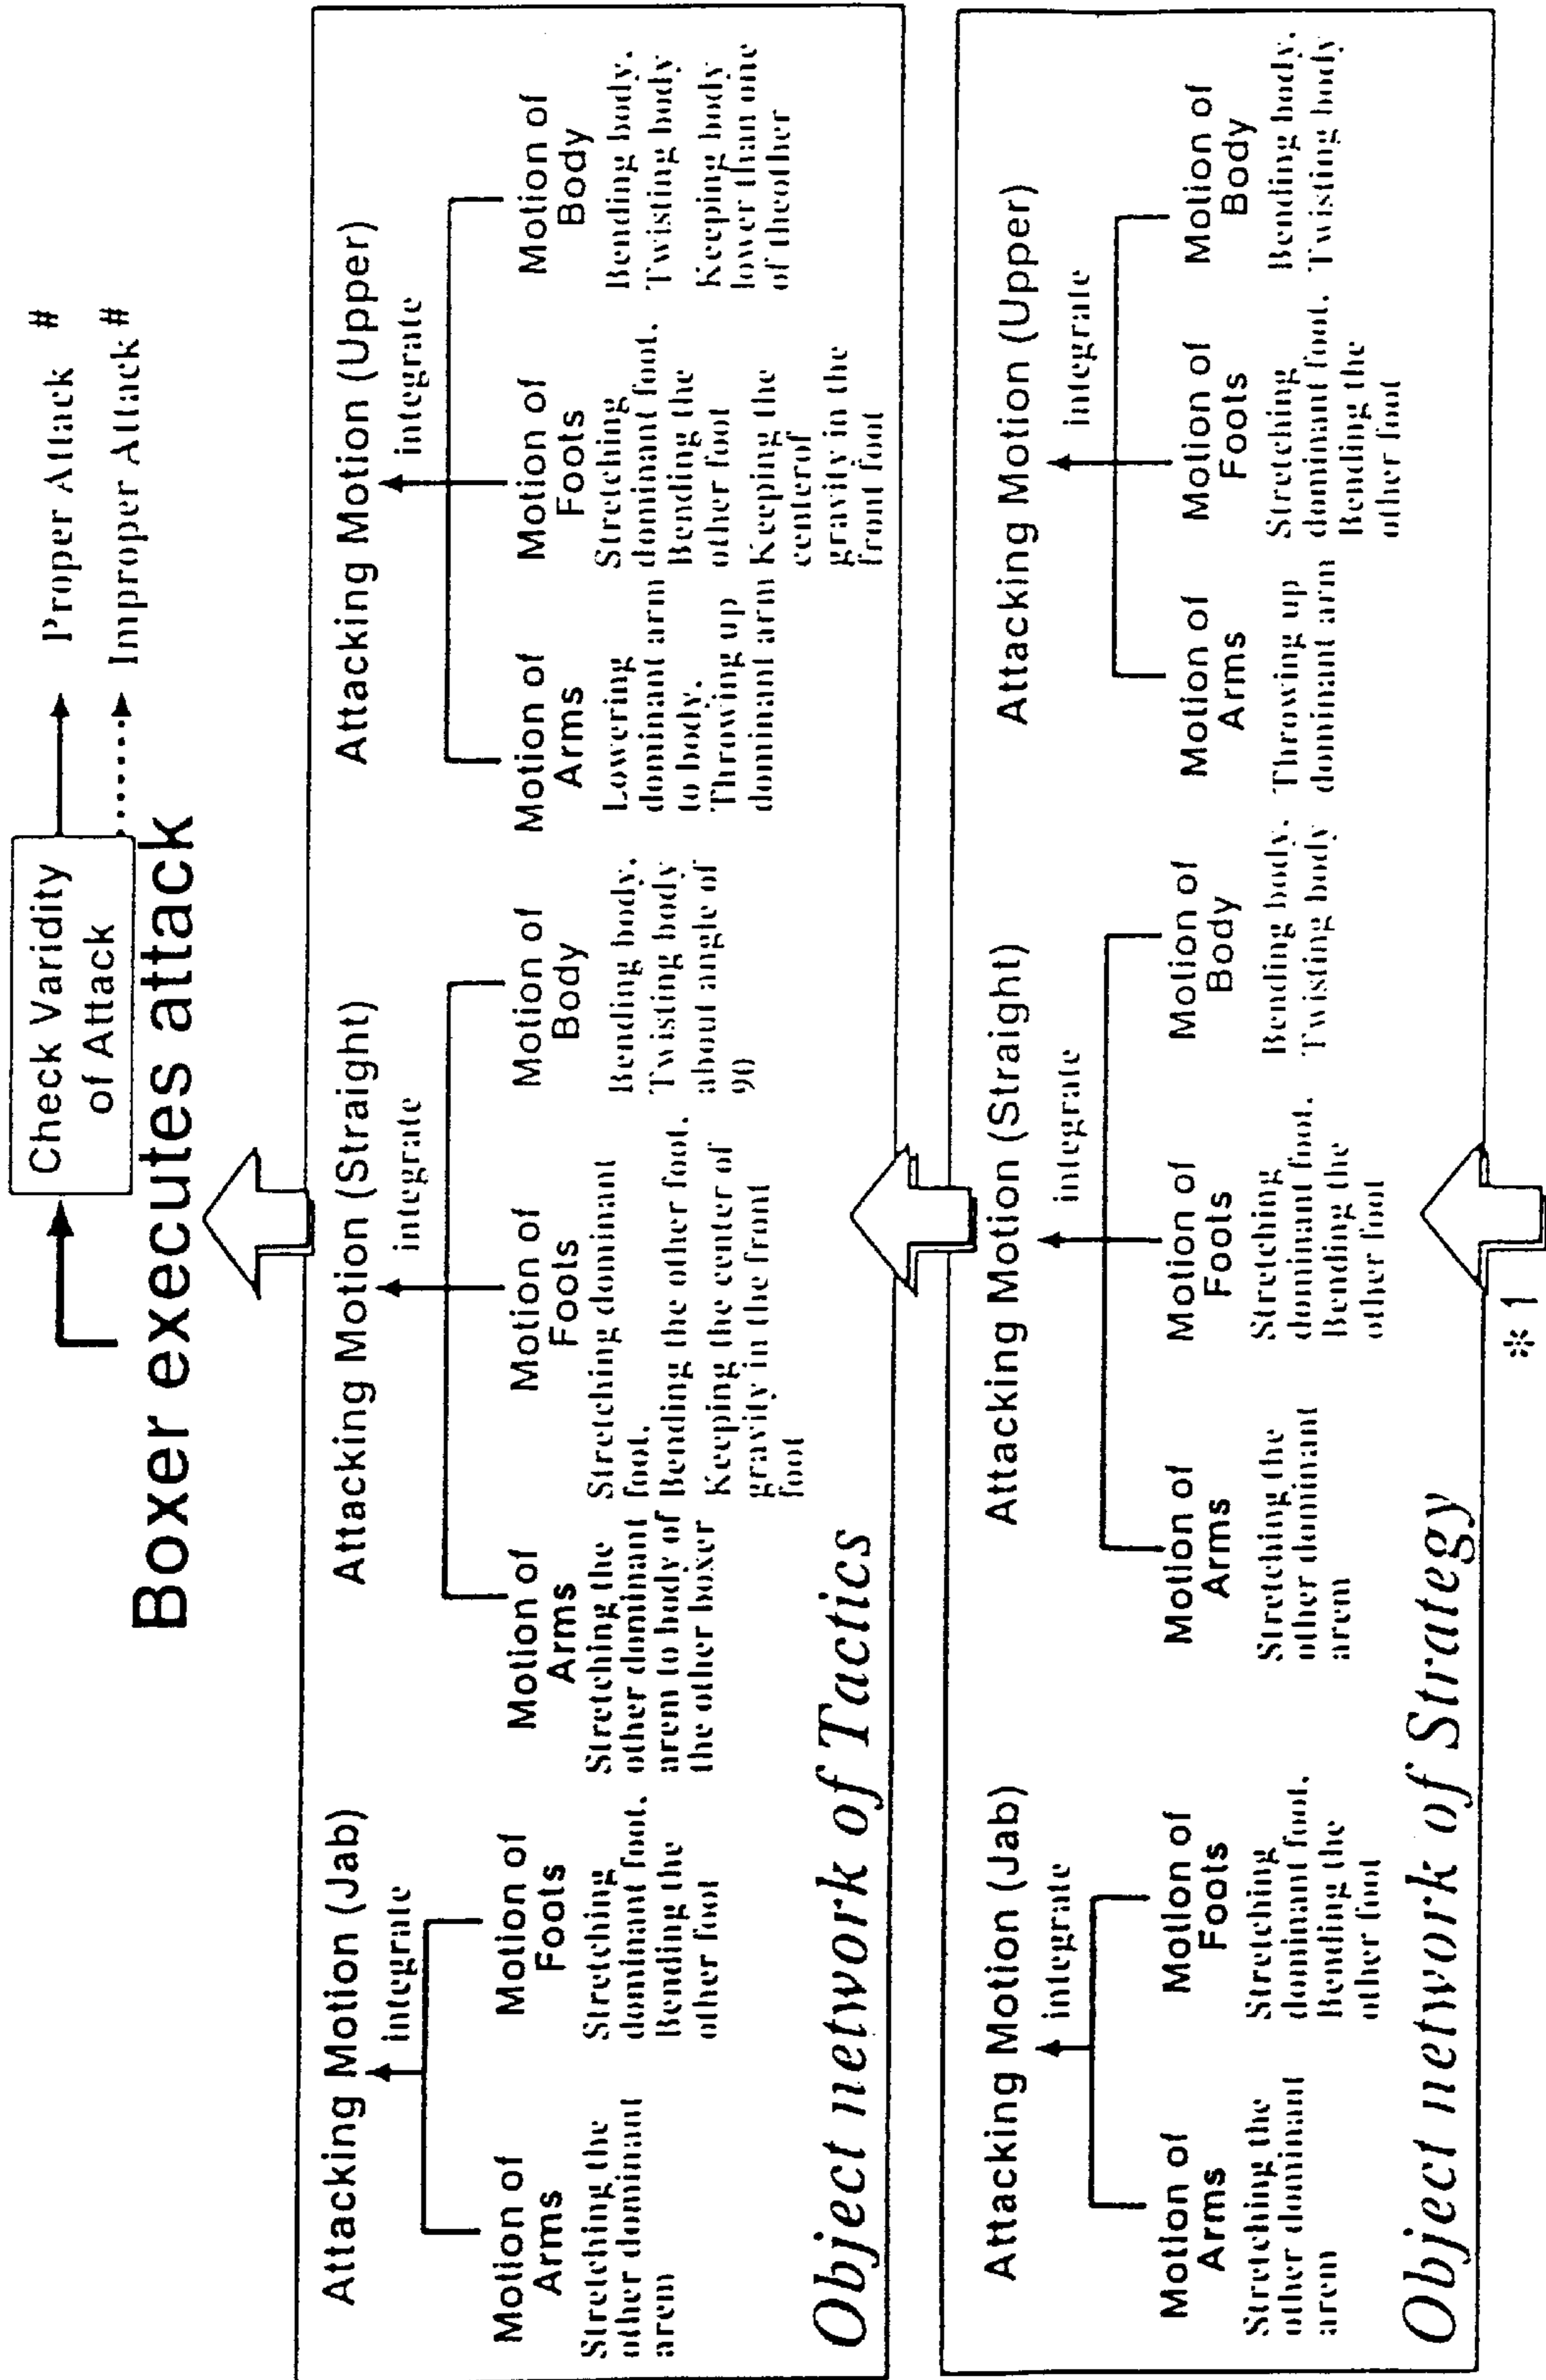 Check Varidity
of Attack
Proper Attack #
Improper Attack #
Boxer executes attack
Attacking Motion (Jab)
integrate
Motion of
Arms
Stretching the
other dominant
arem
Motion of
Foots
Stretching
dominant foot.
Bending the
other foot
Attacking Motion (Straight)
integrate
Motion of
Arms
Stretching the
other dominant
arem to body of
the other boxer
Motion of
Foots
Stretching dominant
foot.
Bending the other foot.
Keeping the center of
gravity in the front
foot
Motion of
Body
Bending body.
Twisting body
about angle of
90
Attacking Motion (Upper)
integrate
Motion of
Arms
Lowering
dominant arm
to body.
Throwing up
dominant arm
Motion of
Foots
Stretching
dominant foot.
Bending the
other foot
Keeping the
centerof
gravity in the
front foot
Motion of
Body
Bending body.
Twisting body
Keeping body
lower than one
of theother
Object network of Tactics
Attacking Motion (Jab)
integrate
Motion of
Arms
Stretching the
other dominant
arem
Motion of
Foots
Stretching
dominant foot.
Bending the
other foot
Attacking Motion (Straight)
integrate
Motion of
Arms
Stretching the
other dominant
arem
Motion of
Foots
Stretching
dominant foot.
Bending the
other foot
Motion of
Body
Bending body.
Twisting body
Attacking Motion (Upper)
integrate
Motion of
Arms
Throwing up
dominant arm
Motion of
Foots
Stretching
dominant foot.
Bending the
other foot
Motion of
Body
Bending body.
Twisting body
Object network of Strategy
* 1